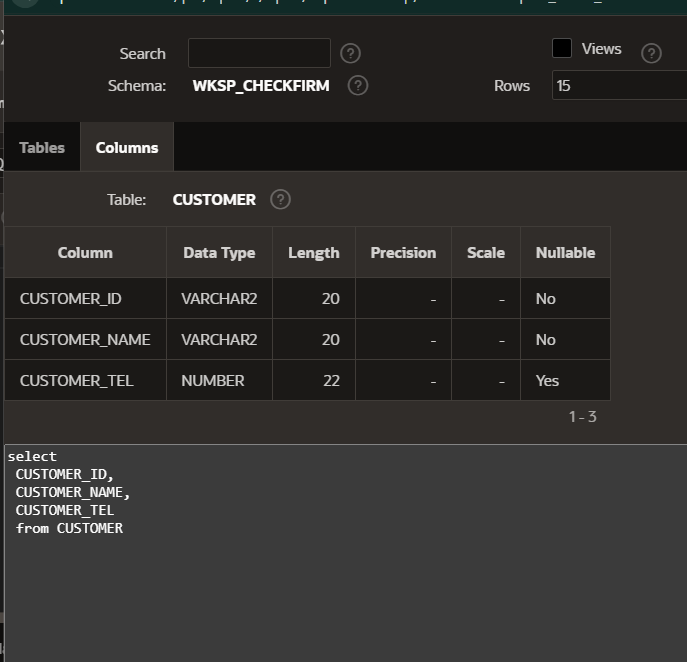 Search
Views
Schema: WKSP_CHECKFIRM
Rows 15
Tables Columns
Table: CUSTOMER
Column Data Type Length Precision Scale Nullable
CUSTOMER_ID VARCHAR2 20 - - No
CUSTOMER_NAME VARCHAR2 20 - - No
CUSTOMER_TEL NUMBER 22 - - Yes
1 - 3
select
CUSTOMER_ID,
CUSTOMER_NAME,
CUSTOMER_TEL
from CUSTOMER